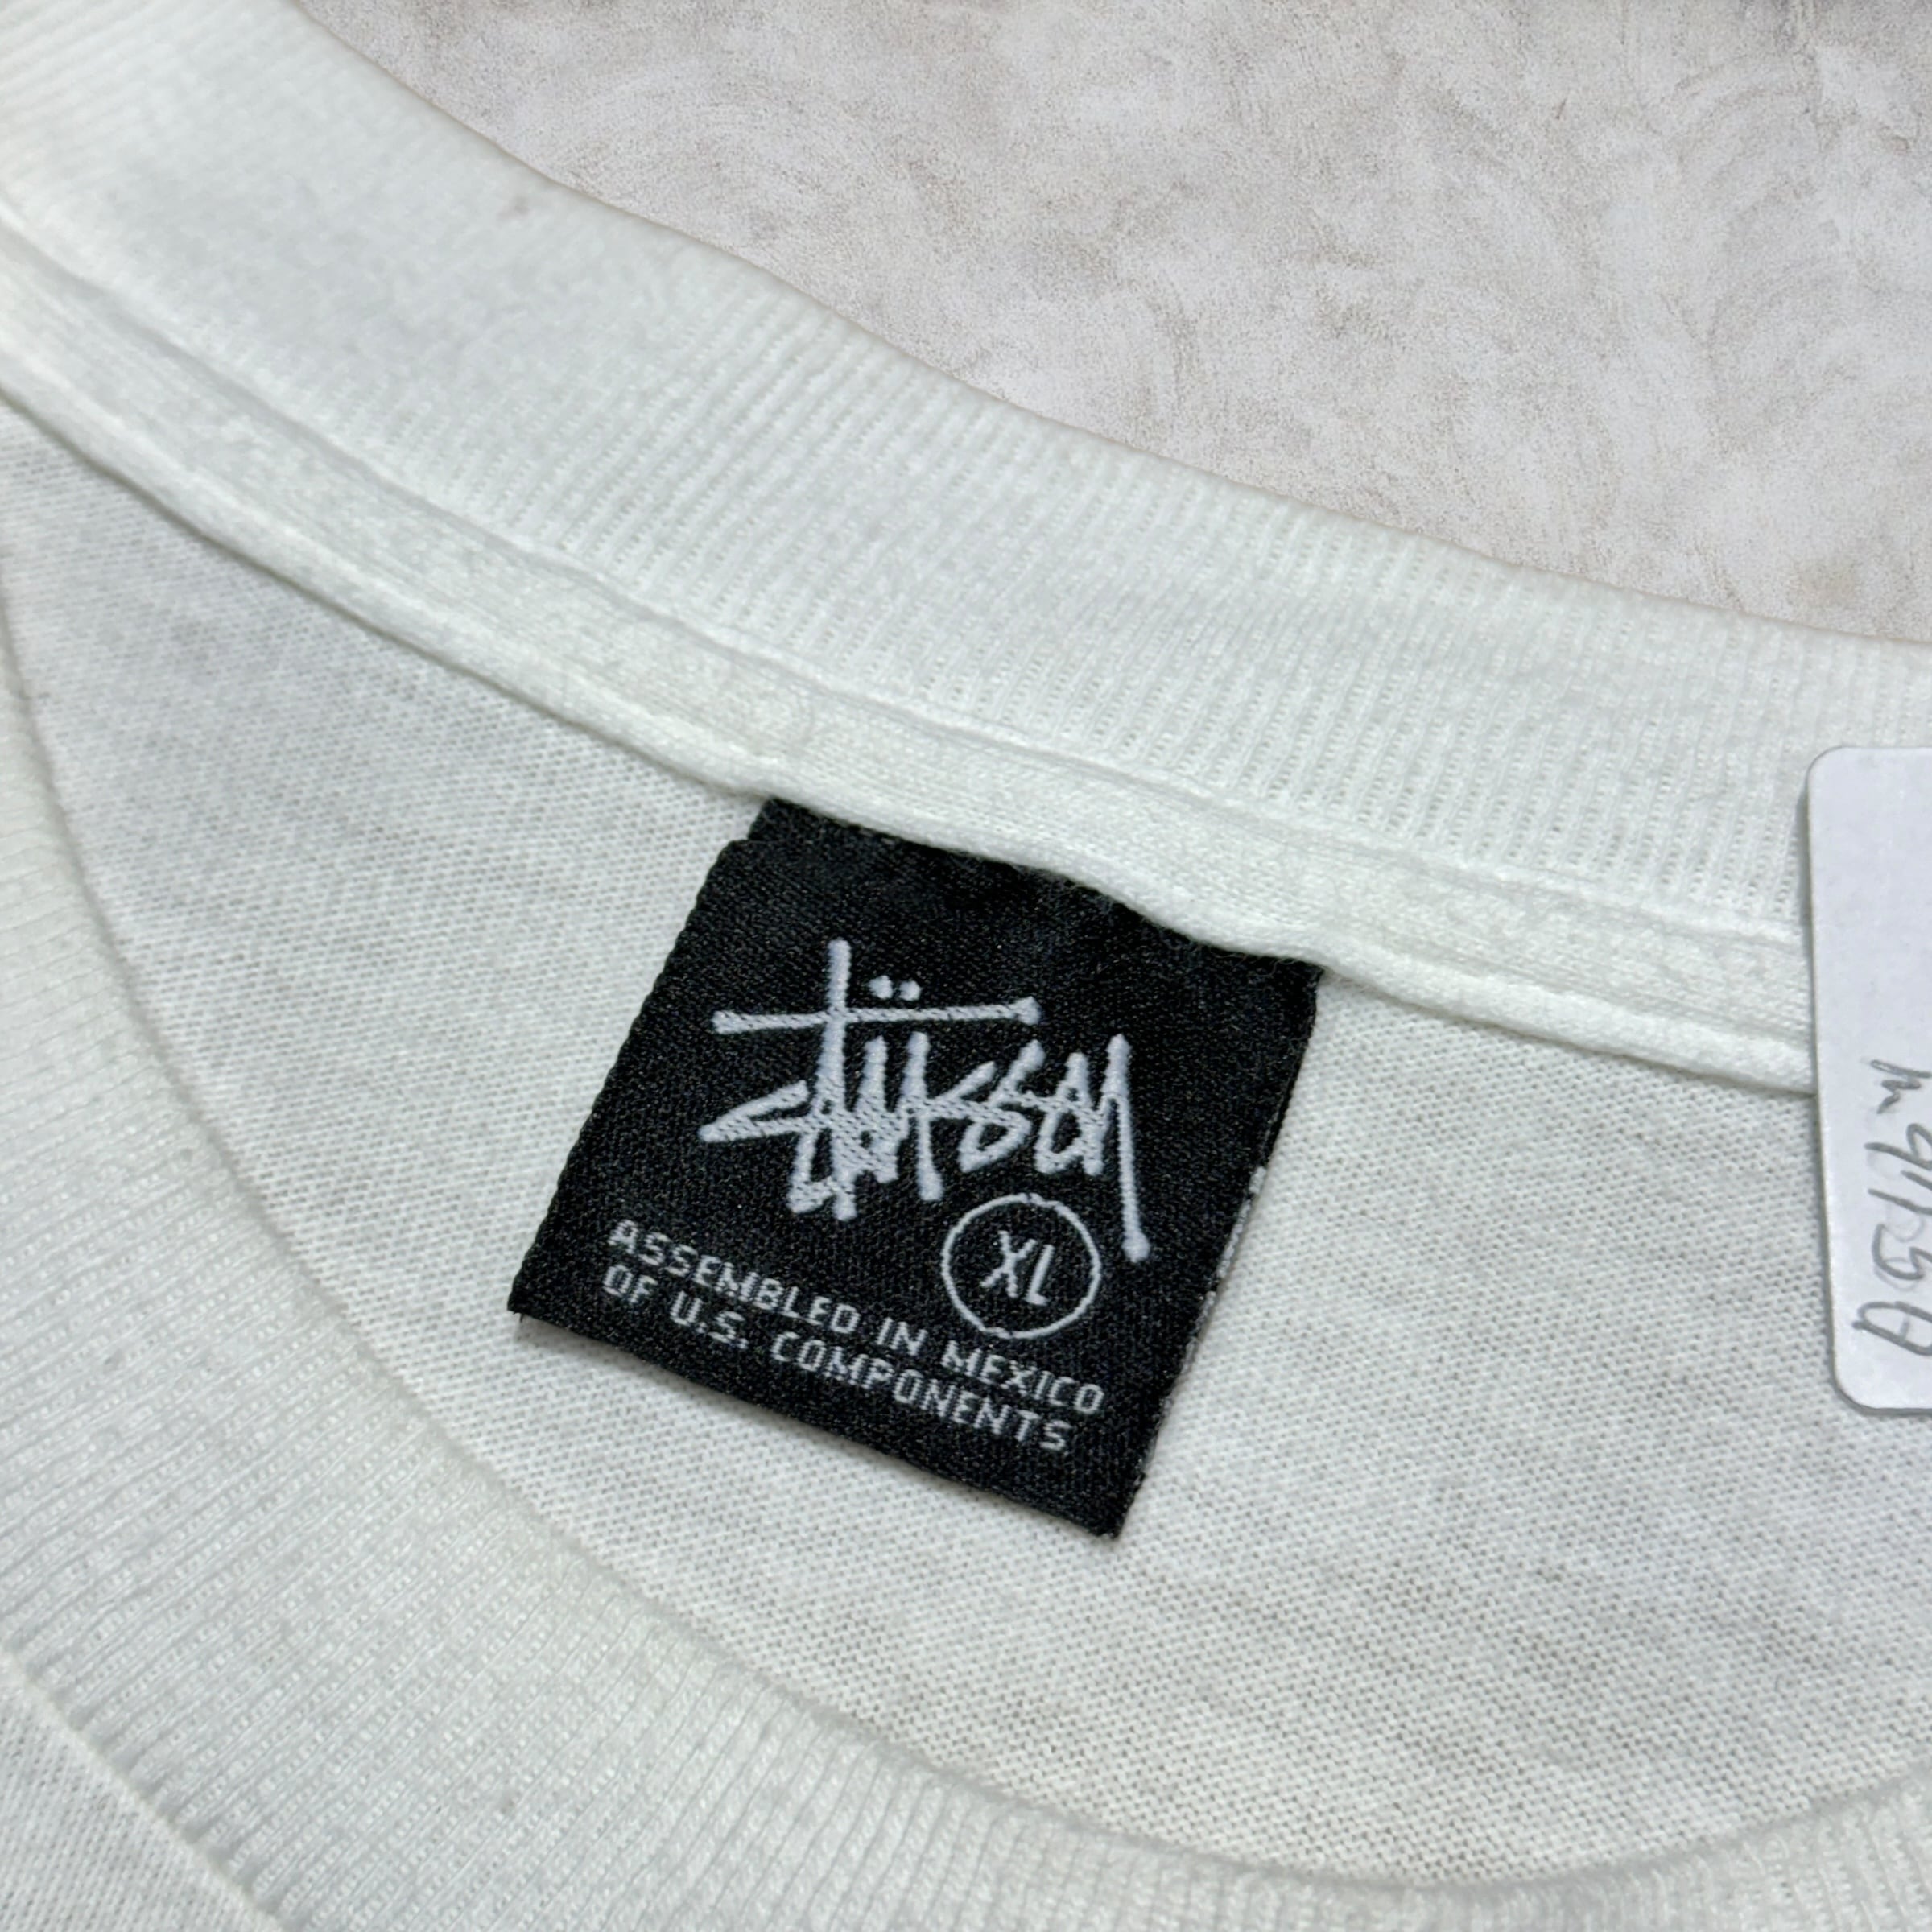 Stüssy
XL
ASSEMBLED IN MEXICO
OF U.S. COMPONENTS